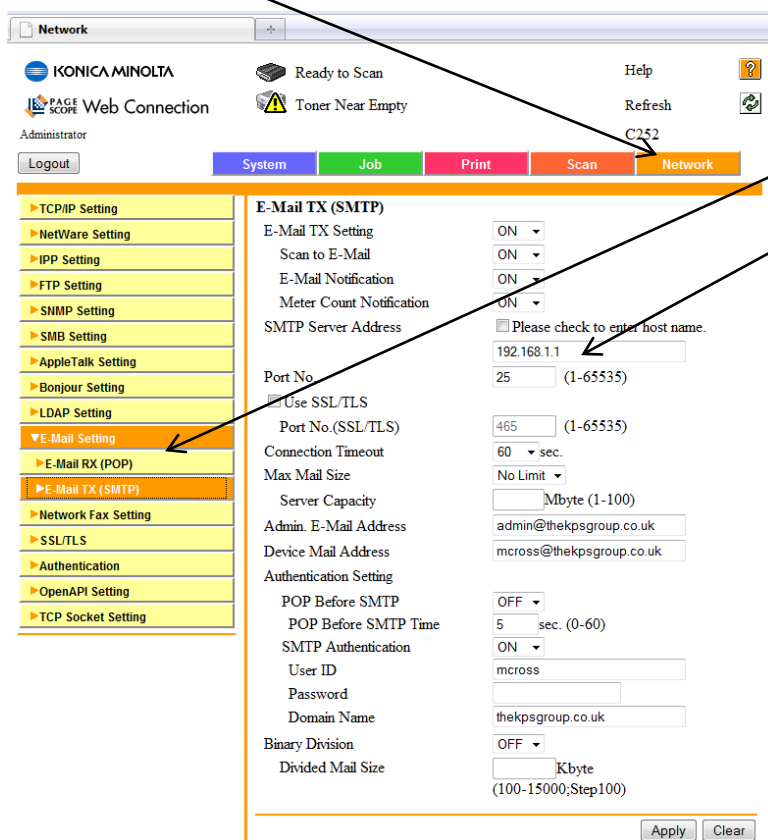 Network
KONICA MINOLTA
Ready to Scan
Help
?
PAGE SCOPE Web Connection
Toner Near Empty
Refresh
Administrator
C252
Logout
System Job Print Scan Network
TCP/IP Setting
NetWare Setting
IPP Setting
FTP Setting
SNMP Setting
SMB Setting
AppleTalk Setting
Bonjour Setting
LDAP Setting
E-Mail Setting
E-Mail RX (POP)
E-Mail TX (SMTP)
Network Fax Setting
SSL/TLS
Authentication
OpenAPI Setting
TCP Socket Setting
E-Mail TX (SMTP)
E-Mail TX Setting ON
Scan to E-Mail ON
E-Mail Notification ON
Meter Count Notification ON
SMTP Server Address Please check to enter host name.
192.168.1.1
Port No. 25 (1-65535)
Use SSL/TLS
Port No.(SSL/TLS) 465 (1-65535)
Connection Timeout 60 sec.
Max Mail Size No Limit
Server Capacity Mbyte (1-100)
Admin. E-Mail Address admin@thekpsgroup.co.uk
Device Mail Address mcross@thekpsgroup.co.uk
Authentication Setting
POP Before SMTP OFF
POP Before SMTP Time 5 sec. (0-60)
SMTP Authentication ON
User ID mcross
Password
Domain Name thekpsgroup.co.uk
Binary Division OFF
Divided Mail Size Kbyte
(100-15000;Step100)
Apply Clear